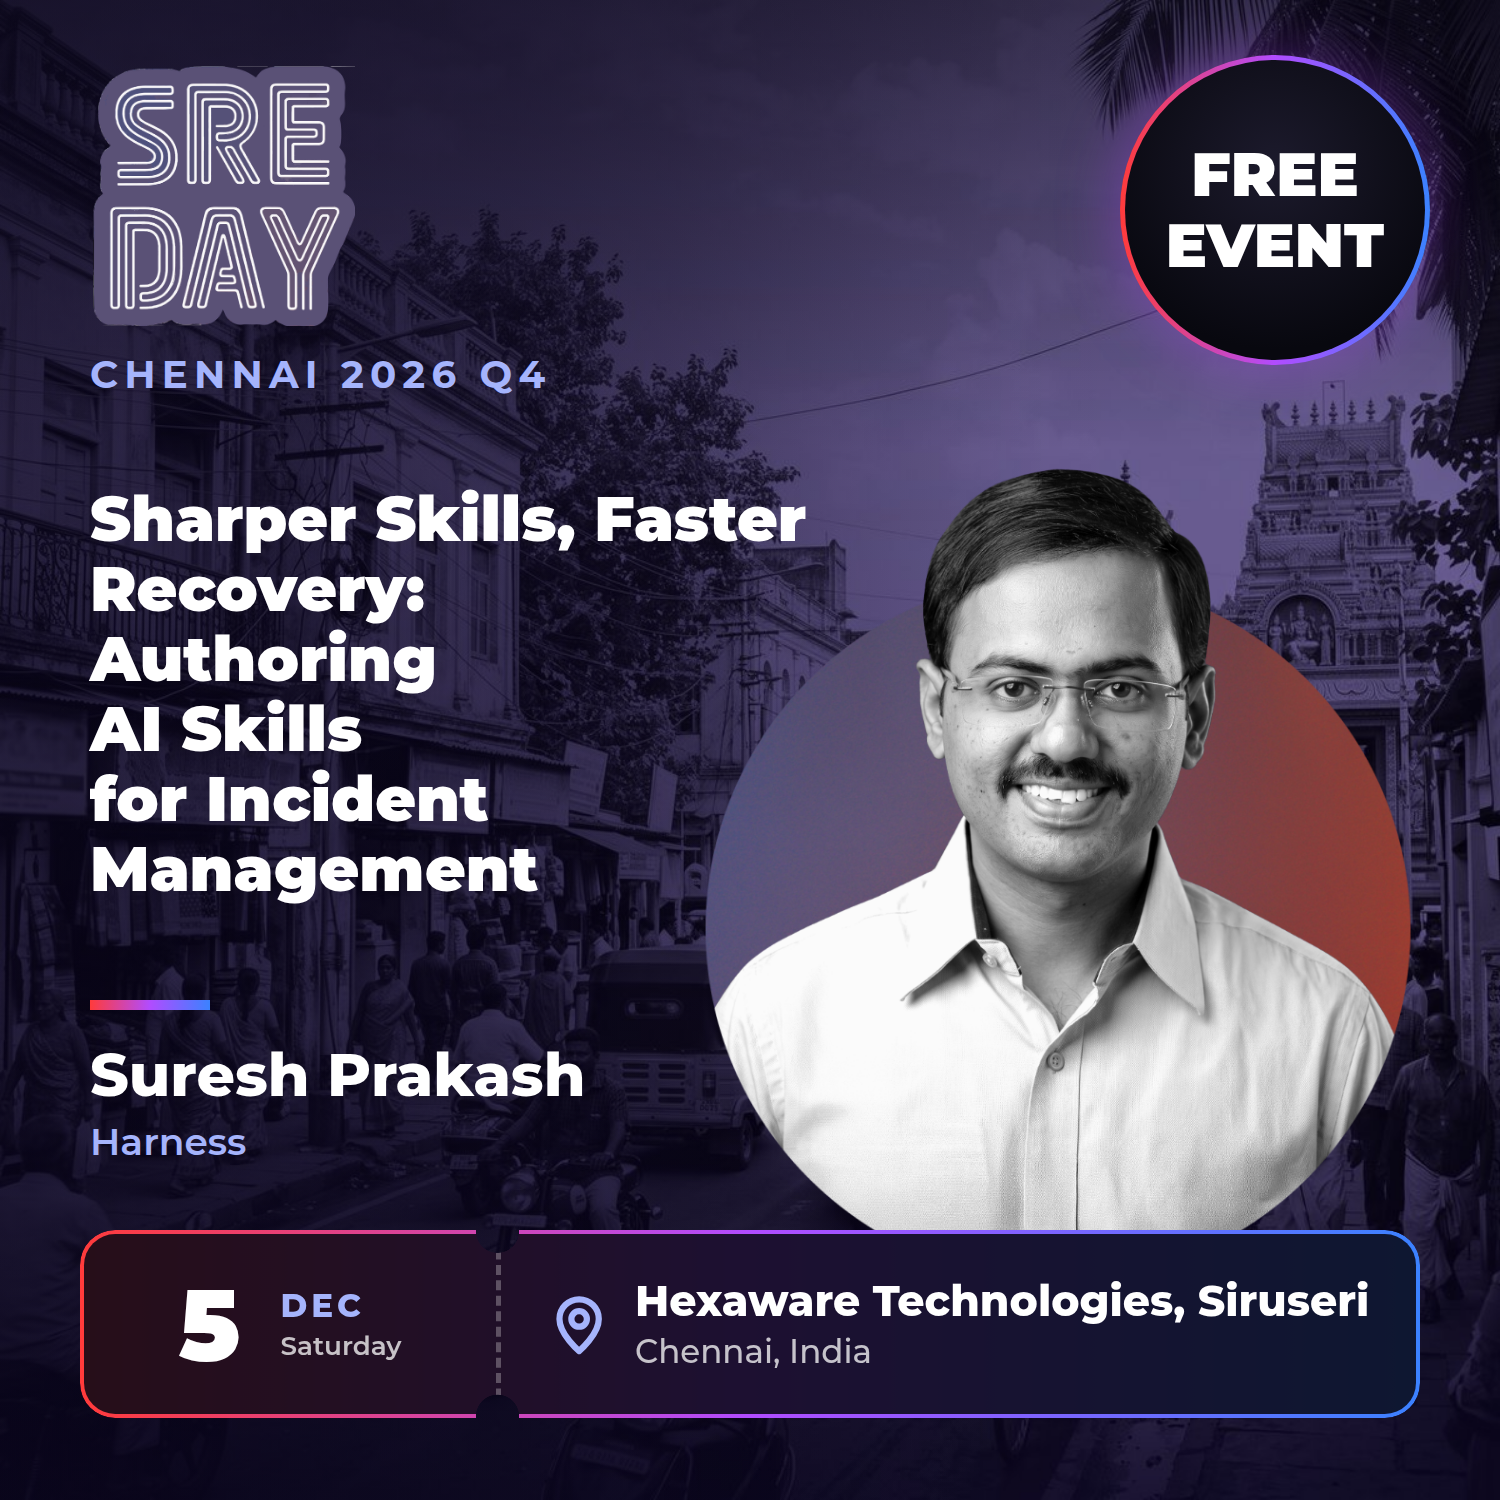 SRE
DAY
CHENNAI 2026 Q4
FREE
EVENT
Sharper Skills, Faster
Recovery:
Authoring
AI Skills
for Incident
Management
Suresh Prakash
Harness
5
DEC
Saturday
Hexaware Technologies, Siruseri
Chennai, India